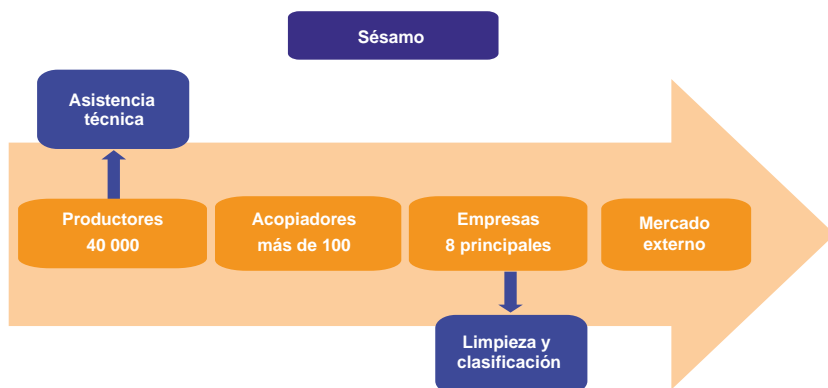 Sésamo
Asistencia
técnica
Productores
40 000
Acopiadores
más de 100
Empresas
8 principales
Mercado
externo
Limpieza y
clasificación